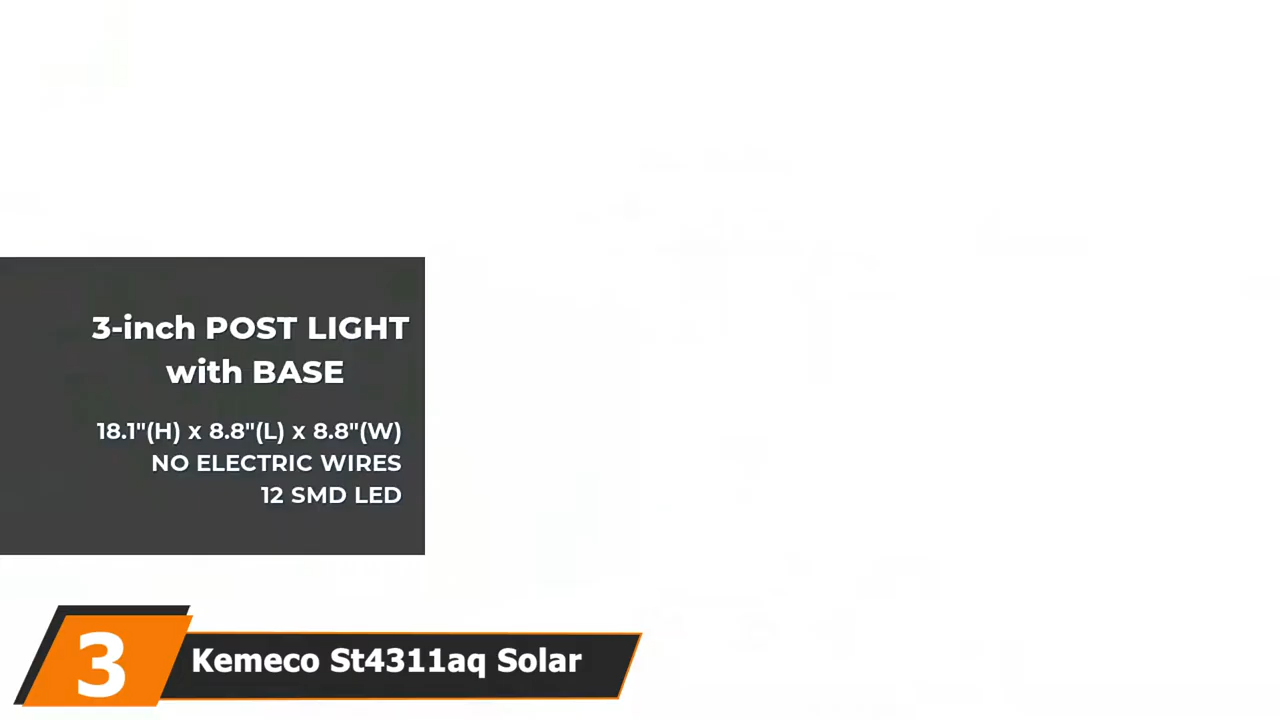 3-inch POST LIGHT
with BASE
18.1"(H) x 8.8"(L) x 8.8"(W)
NO ELECTRIC WIRES
12 SMD LED
3
Kemeco St4311aq Solar